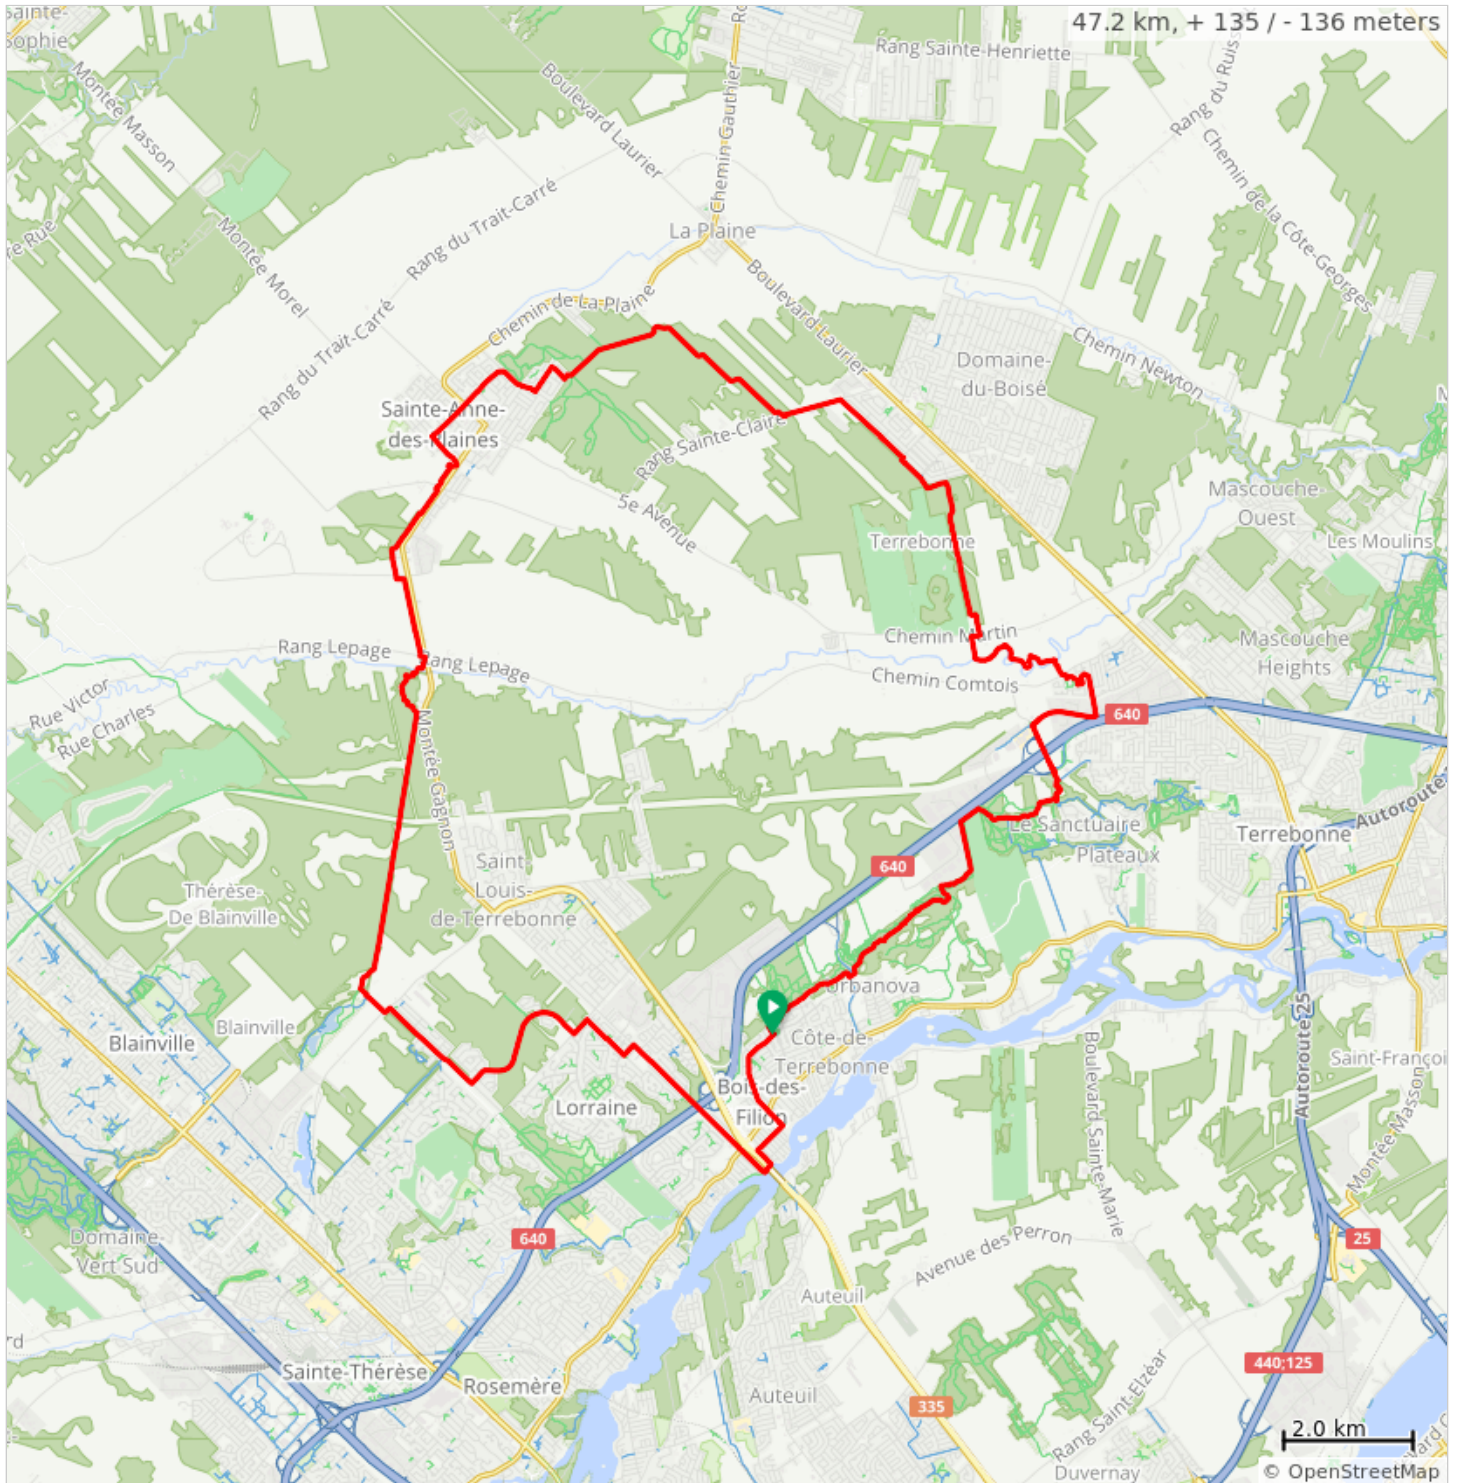 47.2 km, + 135 / - 136 meters
Sainte-
Sophie
Rang Sainte-Henriette
Montée Masson
Boulevard Laurier
Chemin Gauthier
Chemin de la Côte-Georges
Montée Morel
Rang du Trait-Carré
La Plaine
Boulevard Laurier
Chemin de La Plaine
Rang du Trait-Carré
Chemin Newton
Domaine-
du-Boisé
Sainte-Anne-
des-Plaines
Rang Sainte-Claire
5e Avenue
Mascouche-
Ouest
Les Moulins
Terrebonne
Chemin Martin
Mascouche
Heights
Rang Lepage
Rang Lepage
Chemin Comtois
Rue Victor
Rue Charles
640
Montée Gagnon
Autoroute
Le Sanctuaire
Plateaux
Terrebonne
640
Saint-
Louis-
de-Terrebonne
Thérèse-
De Blainville
Urbanova
Blainville
Blainville
Côte-de-
Terrebonne
Autoroute 25
Boulevard Sainte-Marie
Bois-des-
Filion
Lorraine
Montée Masson
Domaine-
Vert Sud
640
25
Avenue des Perron
Auteuil
440;125
Sainte-Thérèse
Rosemère
Auteuil
335
Rang Saint-Elzéar
2.0 km
Duvernay
© OpenStreetMap